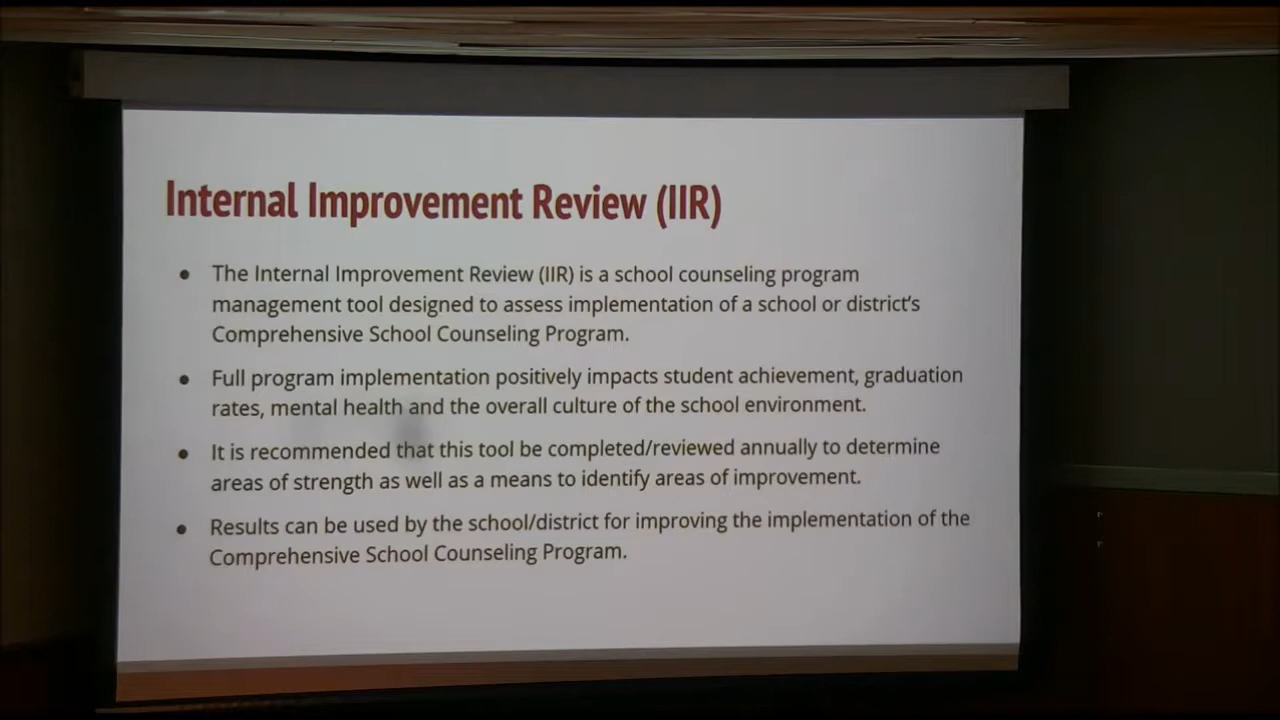 Internal Improvement Review (IIR)
● The Internal Improvement Review (IIR) is a school counseling program
management tool designed to assess implementation of a school or district's
Comprehensive School Counseling Program.
● Full program implementation positively impacts student achievement, graduation
rates, mental health and the overall culture of the school environment.
● It is recommended that this tool be completed/reviewed annually to determine
areas of strength as well as a means to identify areas of improvement.
● Results can be used by the school/district for improving the implementation of the
Comprehensive School Counseling Program.